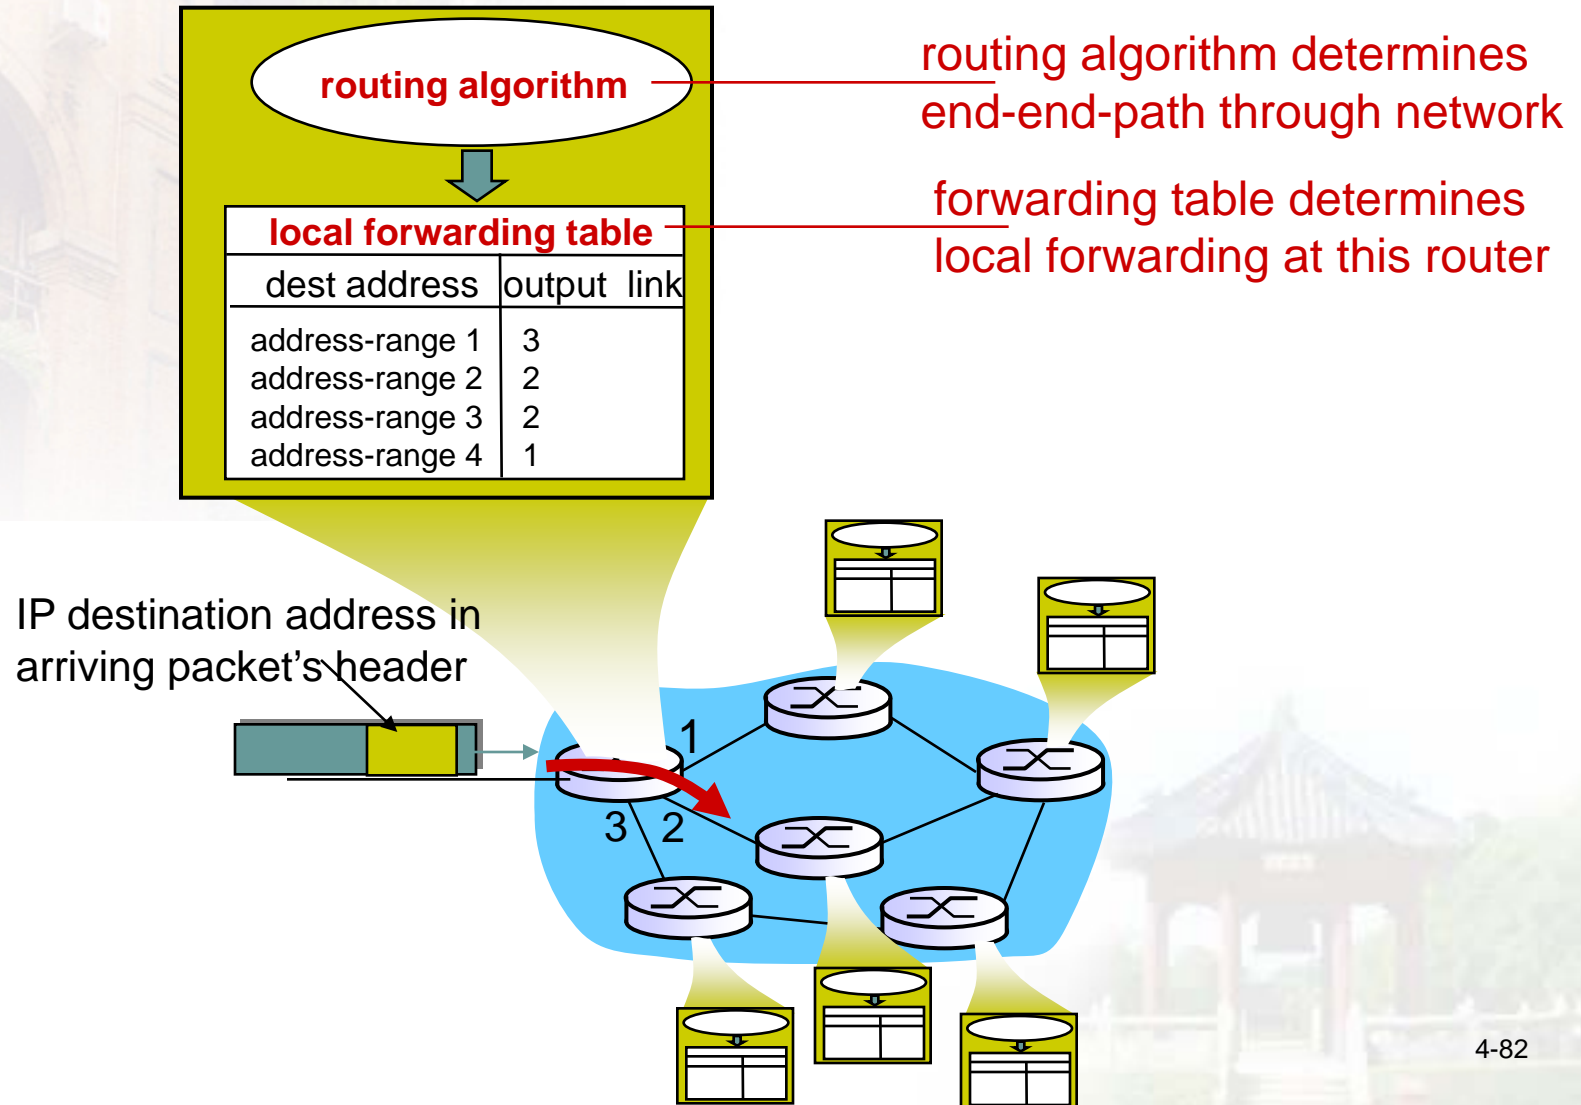 routing algorithm
routing algorithm determines
end-end-path through network
forwarding table determines
local forwarding at this router
local forwarding table
dest address output link
address-range 1 3
address-range 2 2
address-range 3 2
address-range 4 1
IP destination address in
arriving packet's header
1
3 2
4-82